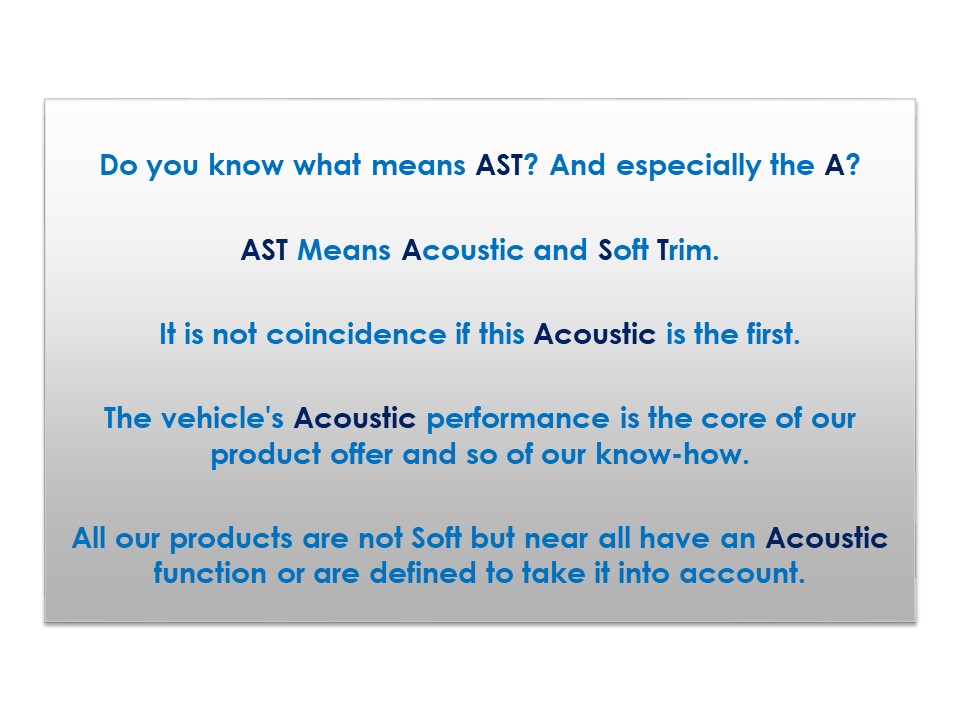 Do you know what means AST? And especially the A?
AST Means Acoustic and Soft Trim.
It is not coincidence if this Acoustic is the first.
The vehicle's Acoustic performance is the core of our
product offer and so of our know-how.
All our products are not Soft but near all have an Acoustic
function or are defined to take it into account.